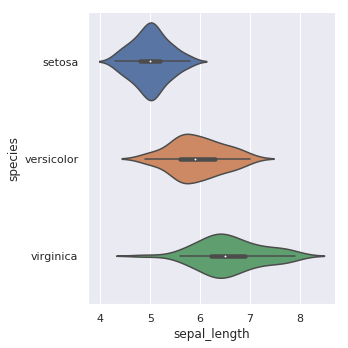 setosa
versicolor
virginica
species
4 5 6 7 8
sepal_length